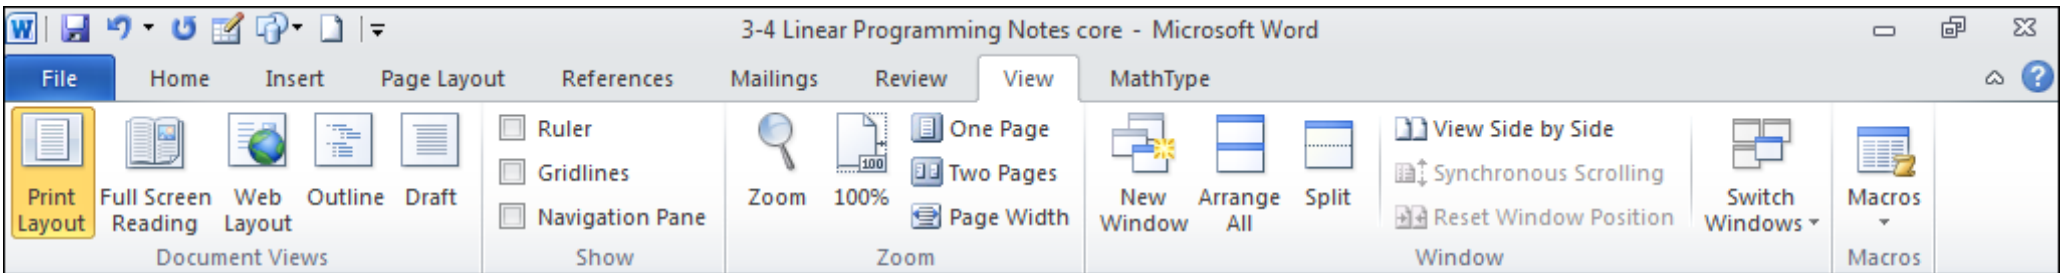 W
3-4 Linear Programming Notes core - Microsoft Word
File Home Insert Page Layout References Mailings Review View MathType ?
Print Layout
Full Screen Reading
Web Layout
Outline
Draft
Document Views
Ruler
Gridlines
Navigation Pane
Show
Zoom
100
100%
One Page
Two Pages
Page Width
Zoom
New Window
Arrange All
Split
View Side by Side
Synchronous Scrolling
Reset Window Position
Switch Windows
Window
Macros
Macros